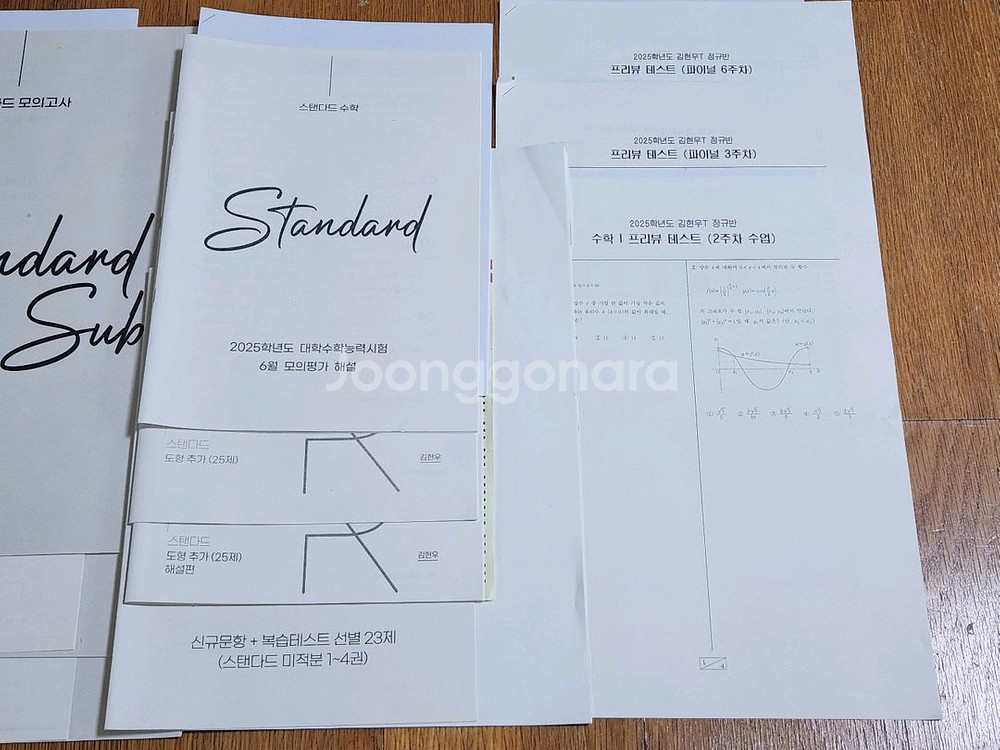 드 모의고사
ndard
Sub
스탠다드 수학
Standard
2025학년도 대학수학능력시험
6월 모의평가 해설
스탠다드
도형 추가 (25제)
김현우
스탠다드
도형 추가 (25제)
해설편
김현우
신규문항 + 복습테스트 선별 23제
(스탠다드 미적분 1~4권)
2025학년도 김현우T 정규반
프리뷰 테스트 (파이널 6주차)
2025학년도 김현우T 정규반
프리뷰 테스트 (파이널 3주차)
2025학년도 김현우T 정규반
수학 I 프리뷰 테스트 (2주차 수업)
Joonggonara